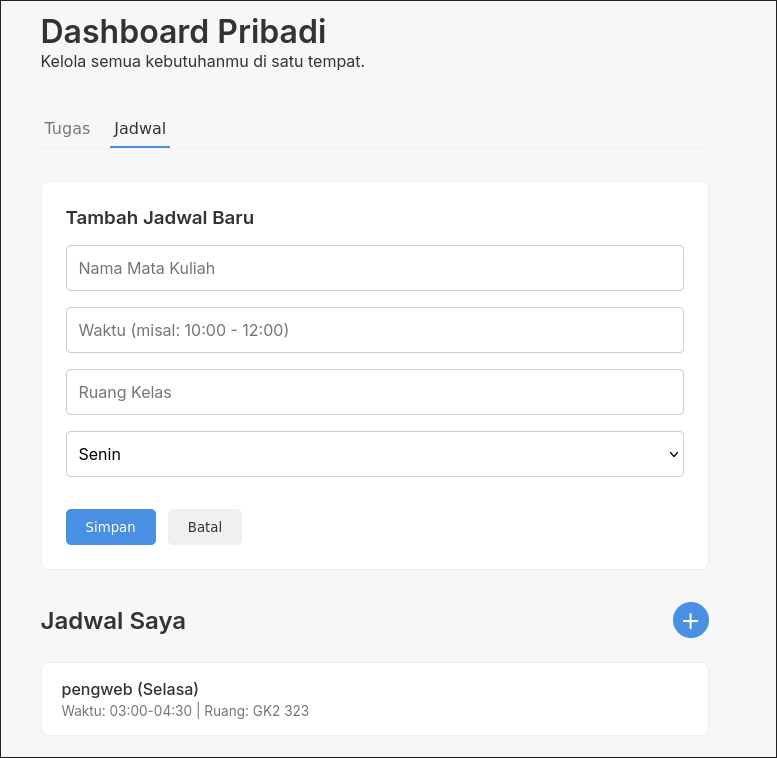 Dashboard Pribadi
Kelola semua kebutuhanmu di satu tempat.
Tugas Jadwal
Tambah Jadwal Baru
Nama Mata Kuliah
Waktu (misal: 10:00 - 12:00)
Ruang Kelas
Senin
Simpan Batal
Jadwal Saya
pengweb (Selasa)
Waktu: 03:00-04:30 | Ruang: GK2 323